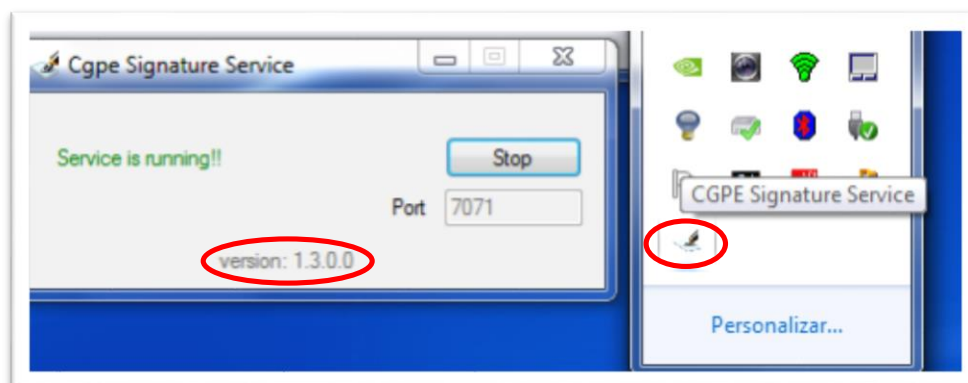 Cgpe Signature Service
Service is running!!
Stop
Port 7071
version: 1.3.0.0
CGPE Signature Service
Personalizar...